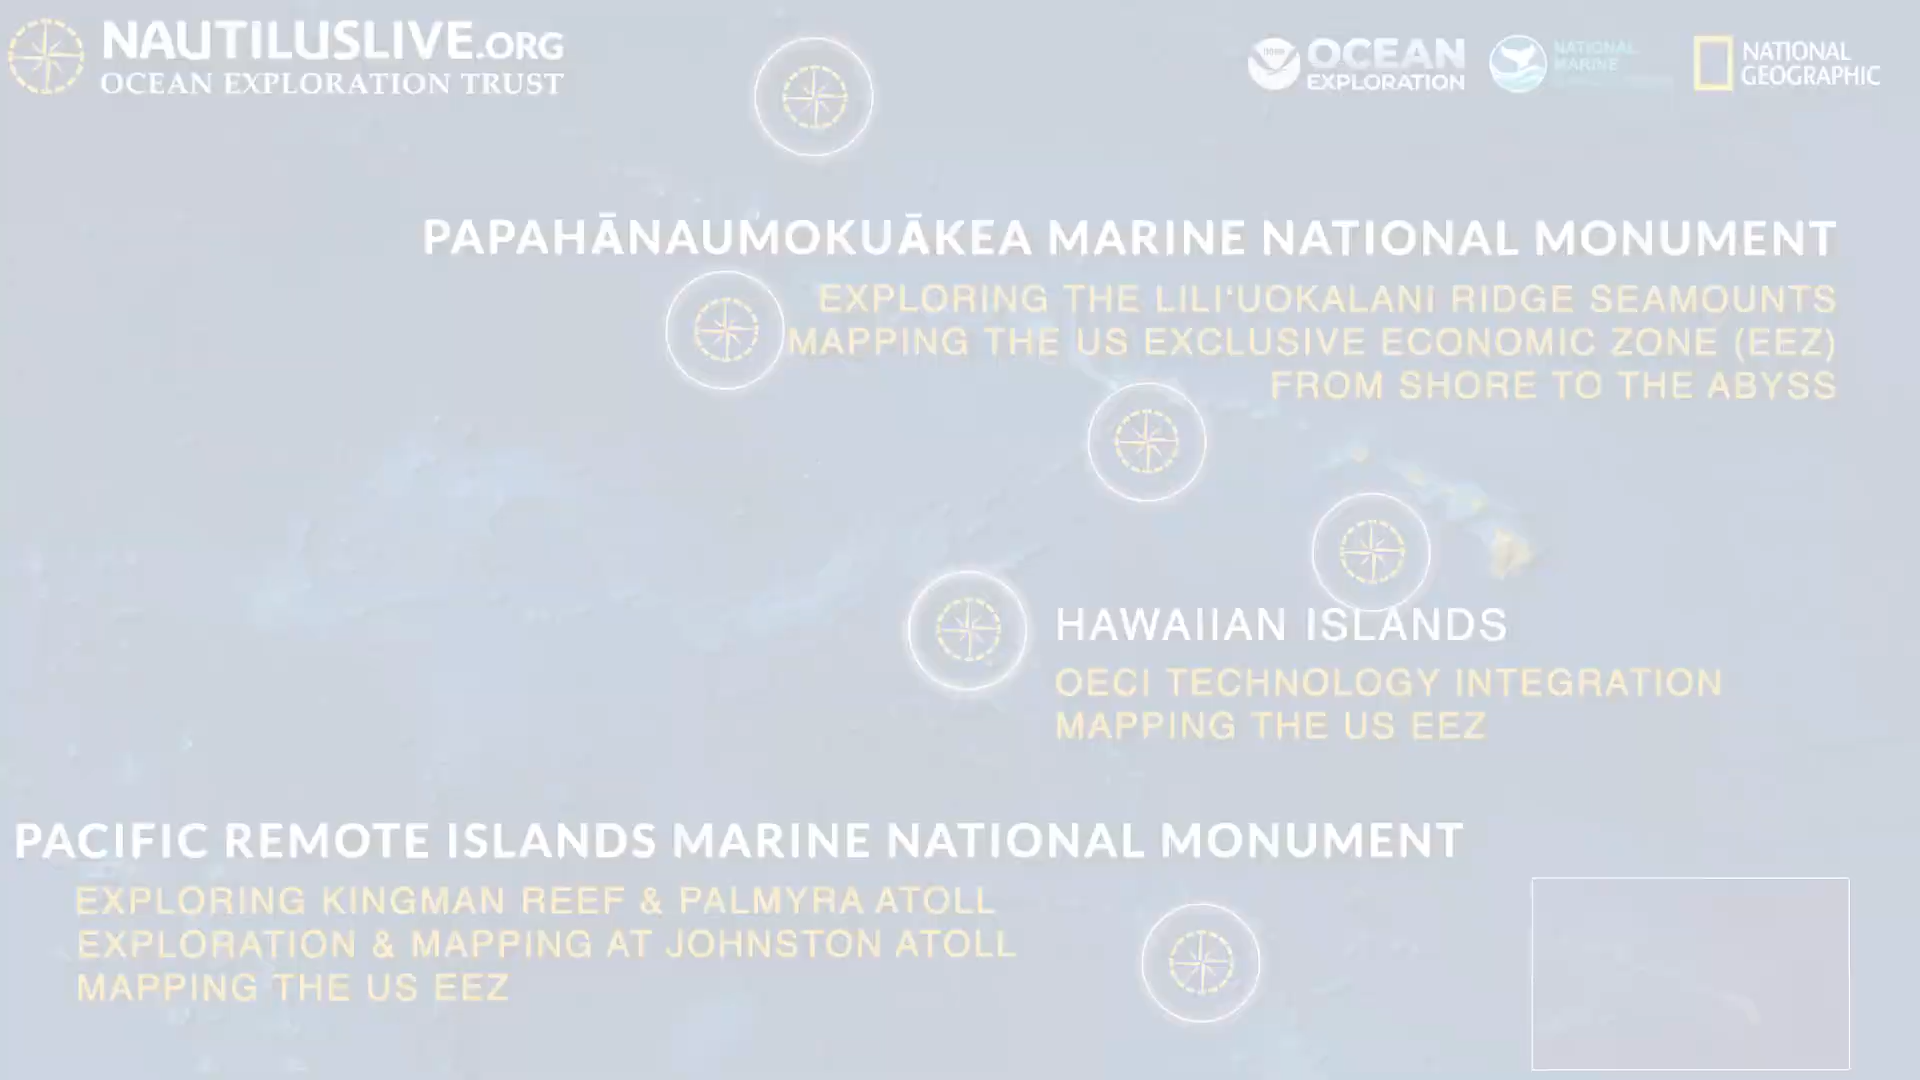 NAUTILUSLIVE.ORG
OCEAN EXPLORATION TRUST
OCEAN
EXPLORATION
NATIONAL
MARINE
NATIONAL
GEOGRAPHIC
PAPAHĀNAUMOKUĀKEA MARINE NATIONAL MONUMENT
EXPLORING THE LILI‘UOKALANI RIDGE SEAMOUNTS
MAPPING THE US EXCLUSIVE ECONOMIC ZONE (EEZ)
FROM SHORE TO THE ABYSS
HAWAIIAN ISLANDS
OECI TECHNOLOGY INTEGRATION
MAPPING THE US EEZ
PACIFIC REMOTE ISLANDS MARINE NATIONAL MONUMENT
EXPLORING KINGMAN REEF & PALMYRA ATOLL
EXPLORATION & MAPPING AT JOHNSTON ATOLL
MAPPING THE US EEZ